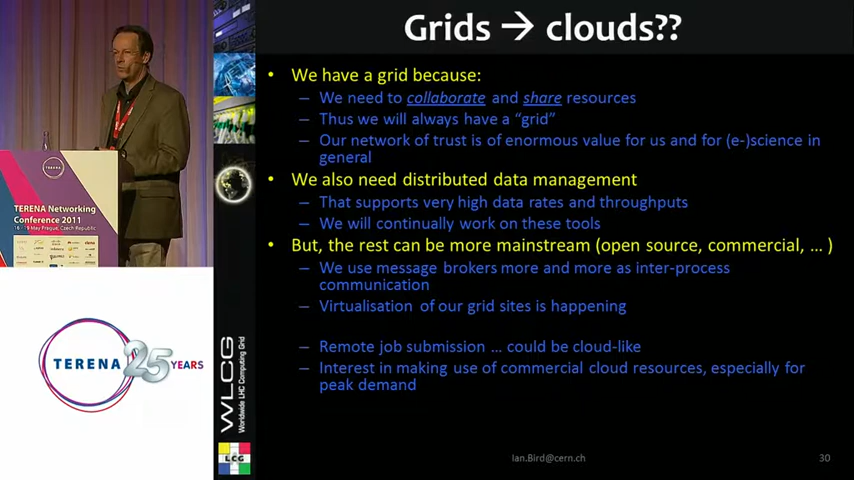 Grids → clouds??
• We have a grid because:
– We need to collaborate and share resources
– Thus we will always have a "grid"
– Our network of trust is of enormous value for us and for (e-)science in
general
• We also need distributed data management
– That supports very high data rates and throughputs
– We will continually work on these tools
• But, the rest can be more mainstream (open source, commercial, … )
– We use message brokers more and more as inter-process
communication
– Virtualisation of our grid sites is happening
– Remote job submission … could be cloud-like
– Interest in making use of commercial cloud resources, especially for
peak demand
Ian.Bird@cern.ch
30
WLCG
Worldwide LHC Computing Grid
LCG
TERENA Networking
Conference 2011
16 - 19 May Prague, Czech Republic
TERENA 25 YEARS